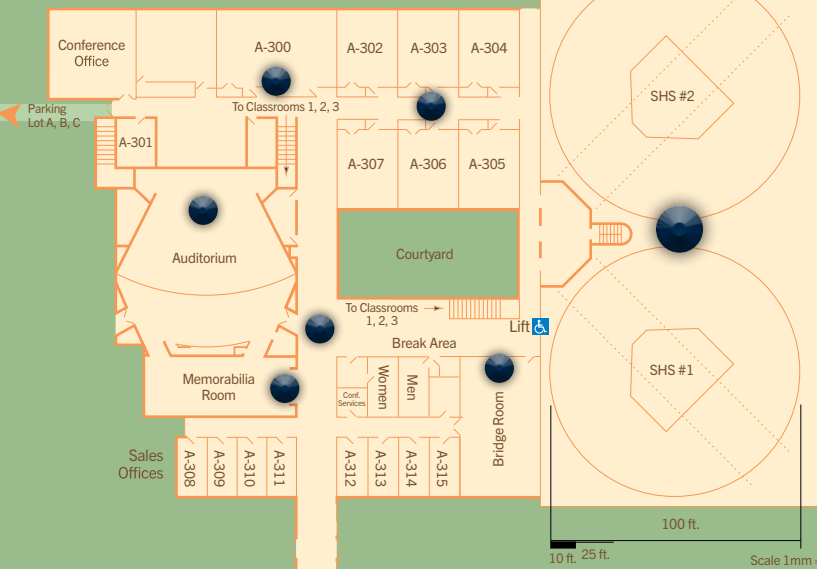 Conference
Office
A-300
A-302
A-303
A-304
SHS #2
Parking
Lot A, B, C
To Classrooms 1, 2, 3
A-301
A-307
A-306
A-305
Auditorium
Courtyard
To Classrooms
1, 2, 3
Lift
Break Area
SHS #1
Memorabilia
Room
Conf.
Services
Women
Men
Bridge Room
Sales
Offices
A-308
A-309
A-310
A-311
A-312
A-313
A-314
A-315
100 ft.
10 ft.
25 ft.
Scale 1mm =